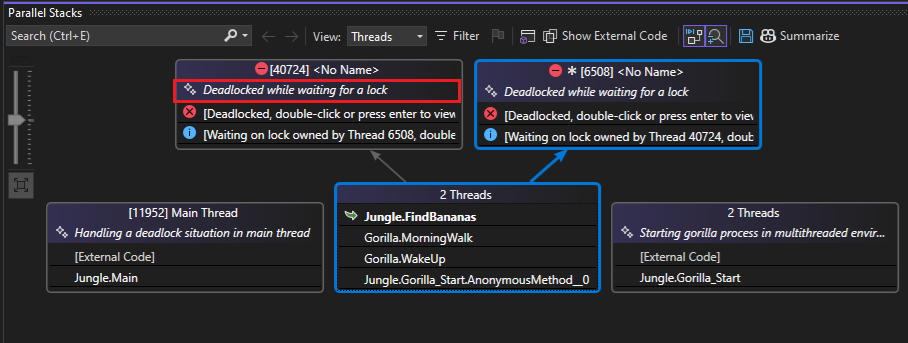 Parallel Stacks
Search (Ctrl+E)
View: Threads
Filter
Show External Code
Summarize
[40724] <No Name>
Deadlocked while waiting for a lock
[Deadlocked, double-click or press enter to view
[Waiting on lock owned by Thread 6508, double
* [6508] <No Name>
Deadlocked while waiting for a lock
[Deadlocked, double-click or press enter to view
[Waiting on lock owned by Thread 40724, doub
[11952] Main Thread
Handling a deadlock situation in main thread
[External Code]
Jungle.Main
2 Threads
Jungle.FindBananas
Gorilla.MorningWalk
Gorilla.WakeUp
Jungle.Gorilla_Start.AnonymousMethod__0
2 Threads
Starting gorilla process in multithreaded envir...
[External Code]
Jungle.Gorilla_Start